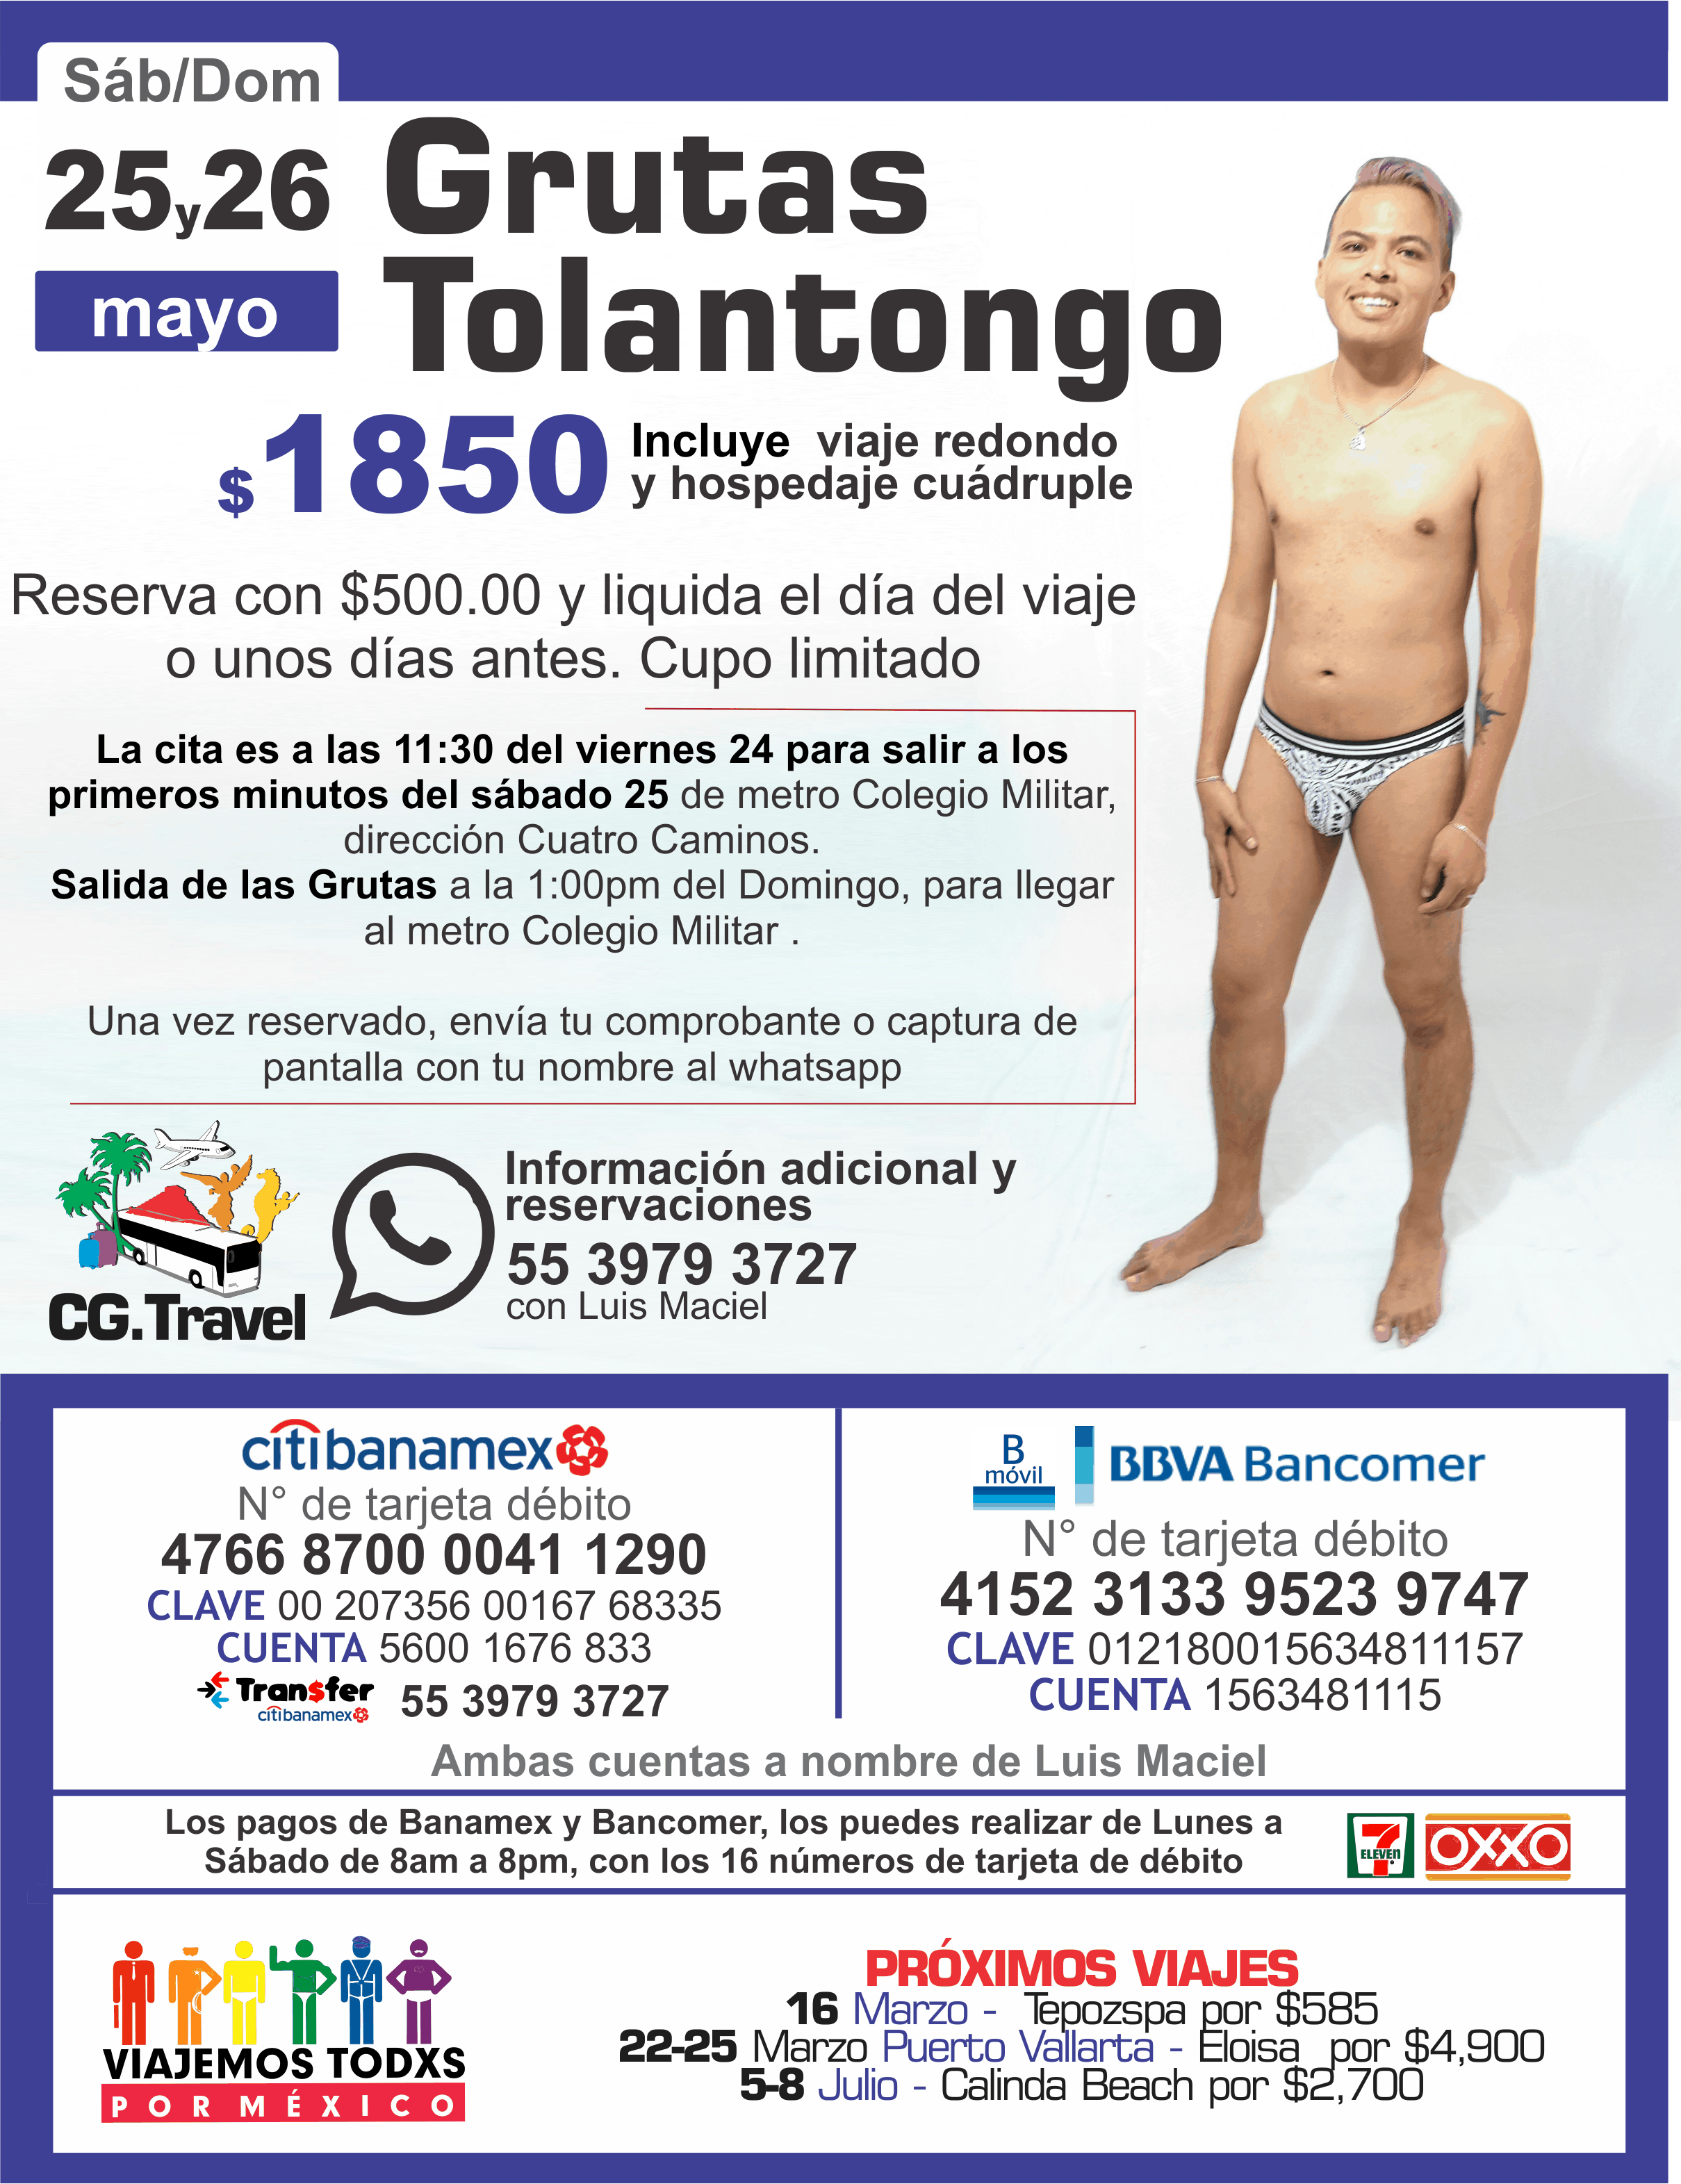 Sáb/Dom
25y26
mayo
Grutas
Tolantongo
$1850
Incluye viaje redondo
y hospedaje cuádruple
Reserva con $500.00 y liquida el día del viaje
o unos días antes. Cupo limitado
La cita es a las 11:30 del viernes 24 para salir a los
primeros minutos del sábado 25 de metro Colegio Militar,
dirección Cuatro Caminos.
Salida de las Grutas a la 1:00pm del Domingo, para llegar
al metro Colegio Militar .
Una vez reservado, envía tu comprobante o captura de
pantalla con tu nombre al whatsapp
CG.Travel
Información adicional y
reservaciones
55 3979 3727
con Luis Maciel
citibanamex
N° de tarjeta débito
4766 8700 0041 1290
CLAVE 00 207356 00167 68335
CUENTA 5600 1676 833
Tran$fer
citibanamex
55 3979 3727
B
móvil
BBVA Bancomer
N° de tarjeta débito
4152 3133 9523 9747
CLAVE 012180015634811157
CUENTA 1563481115
Ambas cuentas a nombre de Luis Maciel
Los pagos de Banamex y Bancomer, los puedes realizar de Lunes a
Sábado de 8am a 8pm, con los 16 números de tarjeta de débito
7 ELEVEn
OXXO
VIAJEMOS TODXS
POR MÉXICO
PRÓXIMOS VIAJES
16 Marzo - Tepozspa por $585
22-25 Marzo Puerto Vallarta - Eloisa por $4,900
5-8 Julio - Calinda Beach por $2,700